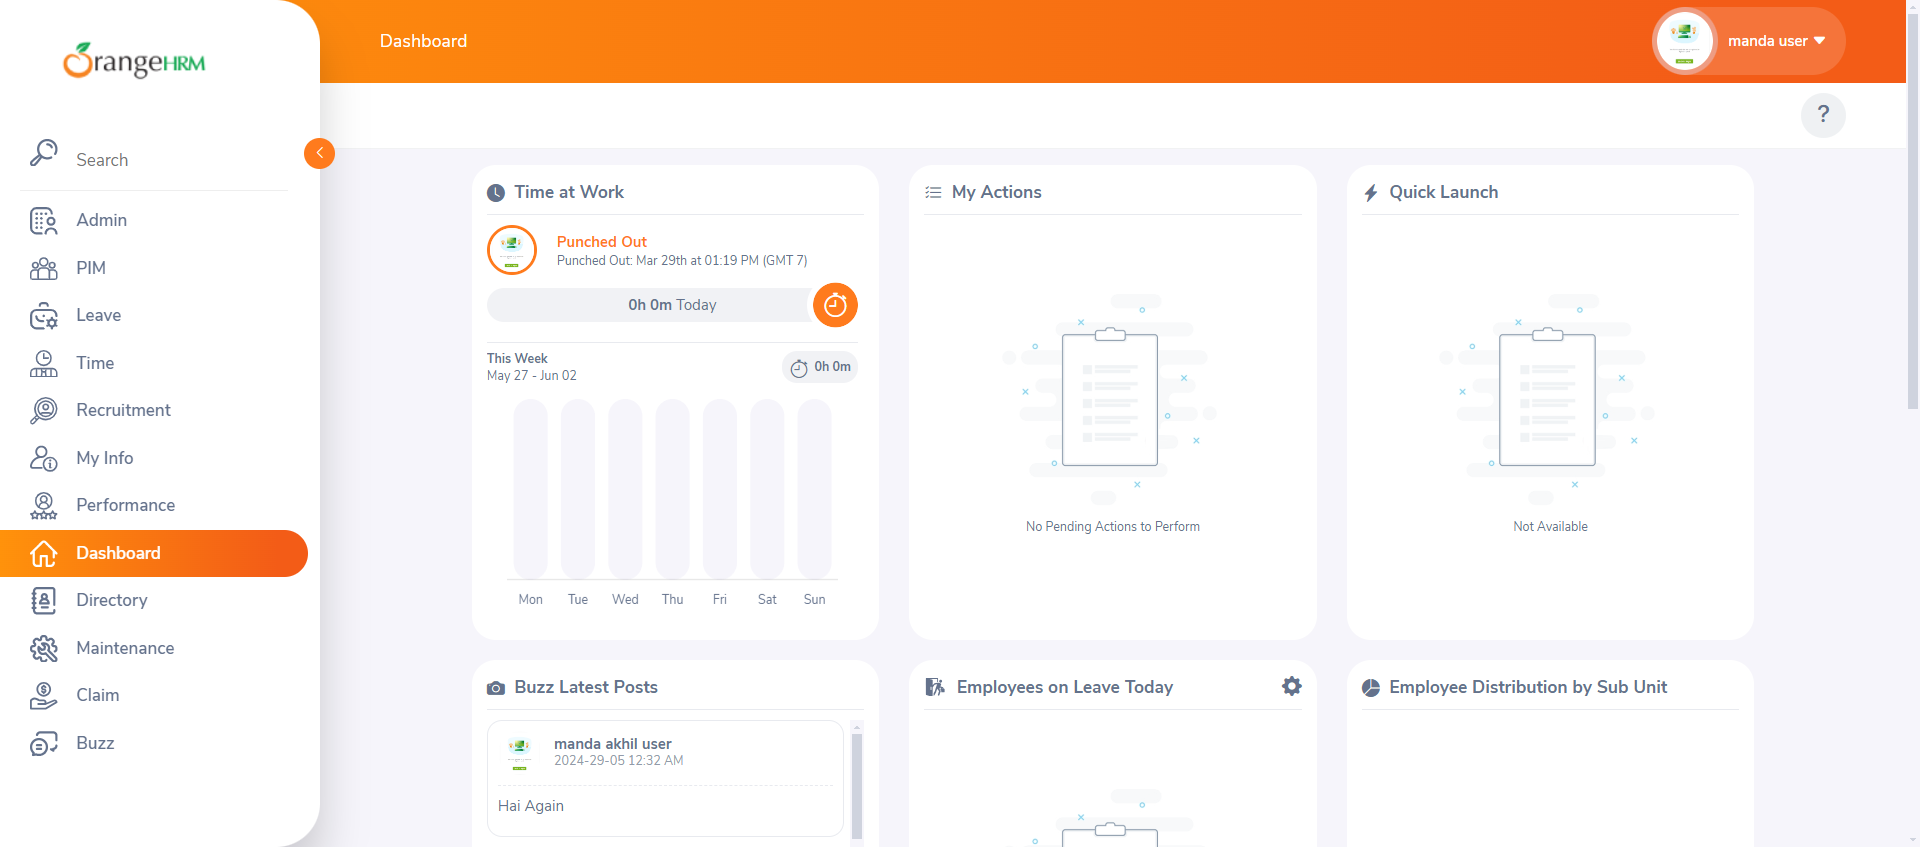 OrangeHRM
Search
Admin
PIM
Leave
Time
Recruitment
My Info
Performance
Dashboard
Directory
Maintenance
Claim
Buzz
Dashboard
manda user
?
Time at Work
Punched Out
Punched Out: Mar 29th at 01:19 PM (GMT 7)
0h 0m Today
This Week
May 27 - Jun 02
0h 0m
Mon Tue Wed Thu Fri Sat Sun
My Actions
No Pending Actions to Perform
Quick Launch
Not Available
Buzz Latest Posts
manda akhil user
2024-29-05 12:32 AM
Hai Again
Employees on Leave Today
Employee Distribution by Sub Unit